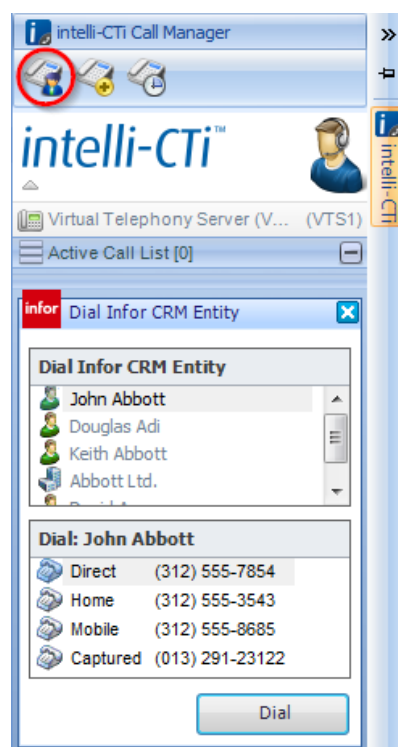 intelli-CTi Call Manager
intelli-CTi™
Virtual Telephony Server (V... (VTS1)
Active Call List [0]
infor Dial Infor CRM Entity
Dial Infor CRM Entity
John Abbott
Douglas Adi
Keith Abbott
Abbott Ltd.
Dial: John Abbott
Direct (312) 555-7854
Home (312) 555-3543
Mobile (312) 555-8685
Captured (013) 291-23122
Dial
intelli-CTi